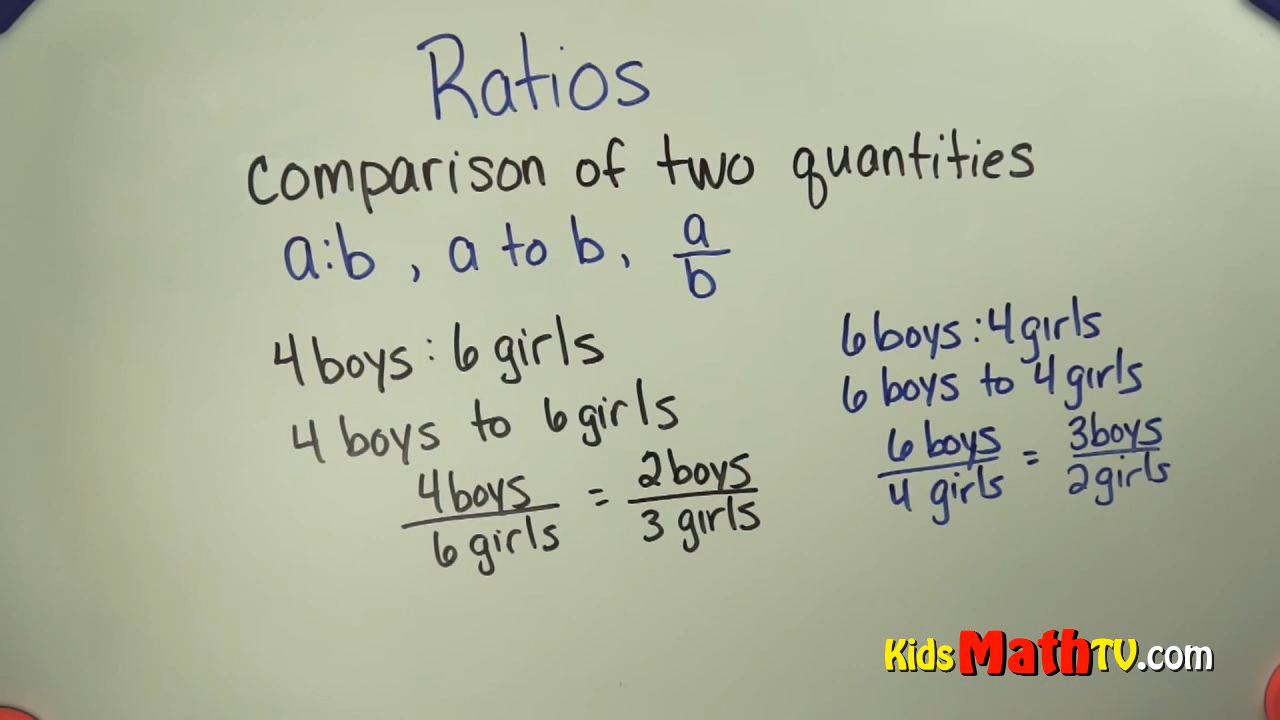 Ratios
comparison of two quantities
a:b, a to b, a/b
4 boys : 6 girls
4 boys to 6 girls
4 boys/6 girls = 2 boys/3 girls
6 boys : 4 girls
6 boys to 4 girls
6 boys/4 girls = 3 boys/2 girls
KidsMathTV.com